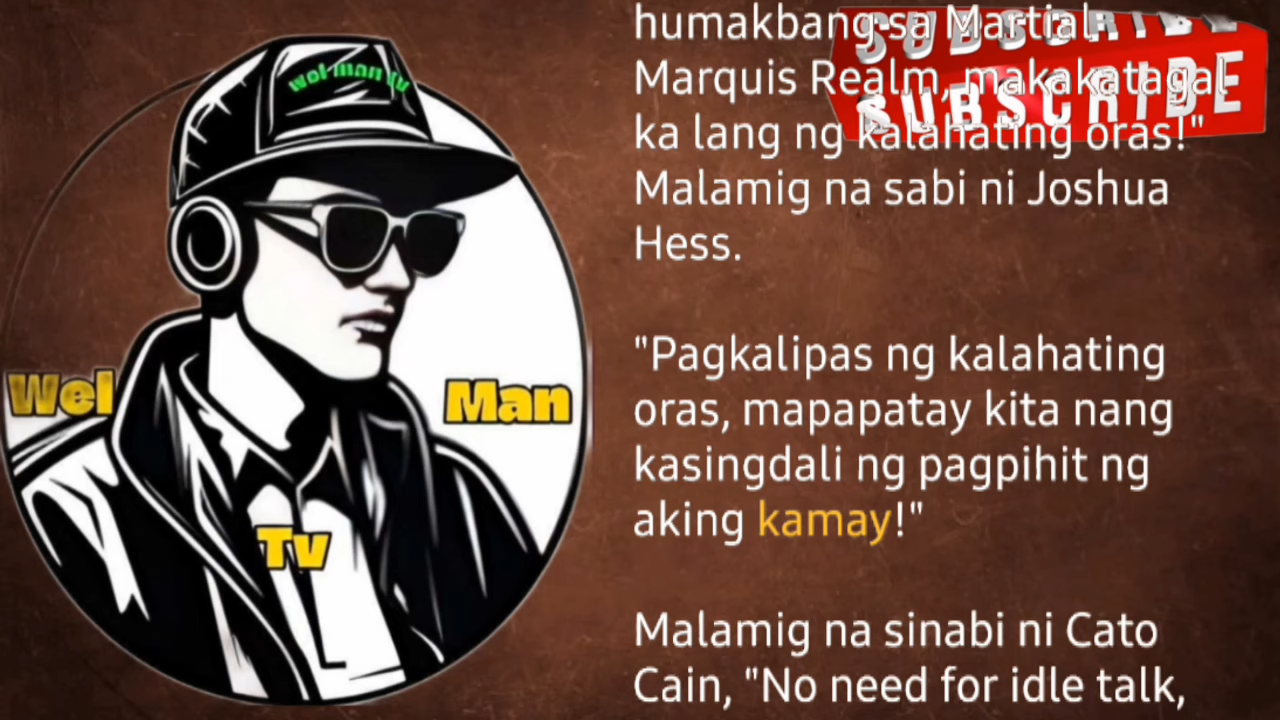 wel man tv
Wel
Man
Tv
SUBSCRIBE
SUBSCRIBE
humakbang sa Martial
Marquis Realm, makakatagal
ka lang ng kalahating oras!"
Malamig na sabi ni Joshua
Hess.
"Pagkalipas ng kalahating
oras, mapapatay kita nang
kasingdali ng pagpihit ng
aking kamay!"
Malamig na sinabi ni Cato
Cain, "No need for idle talk,